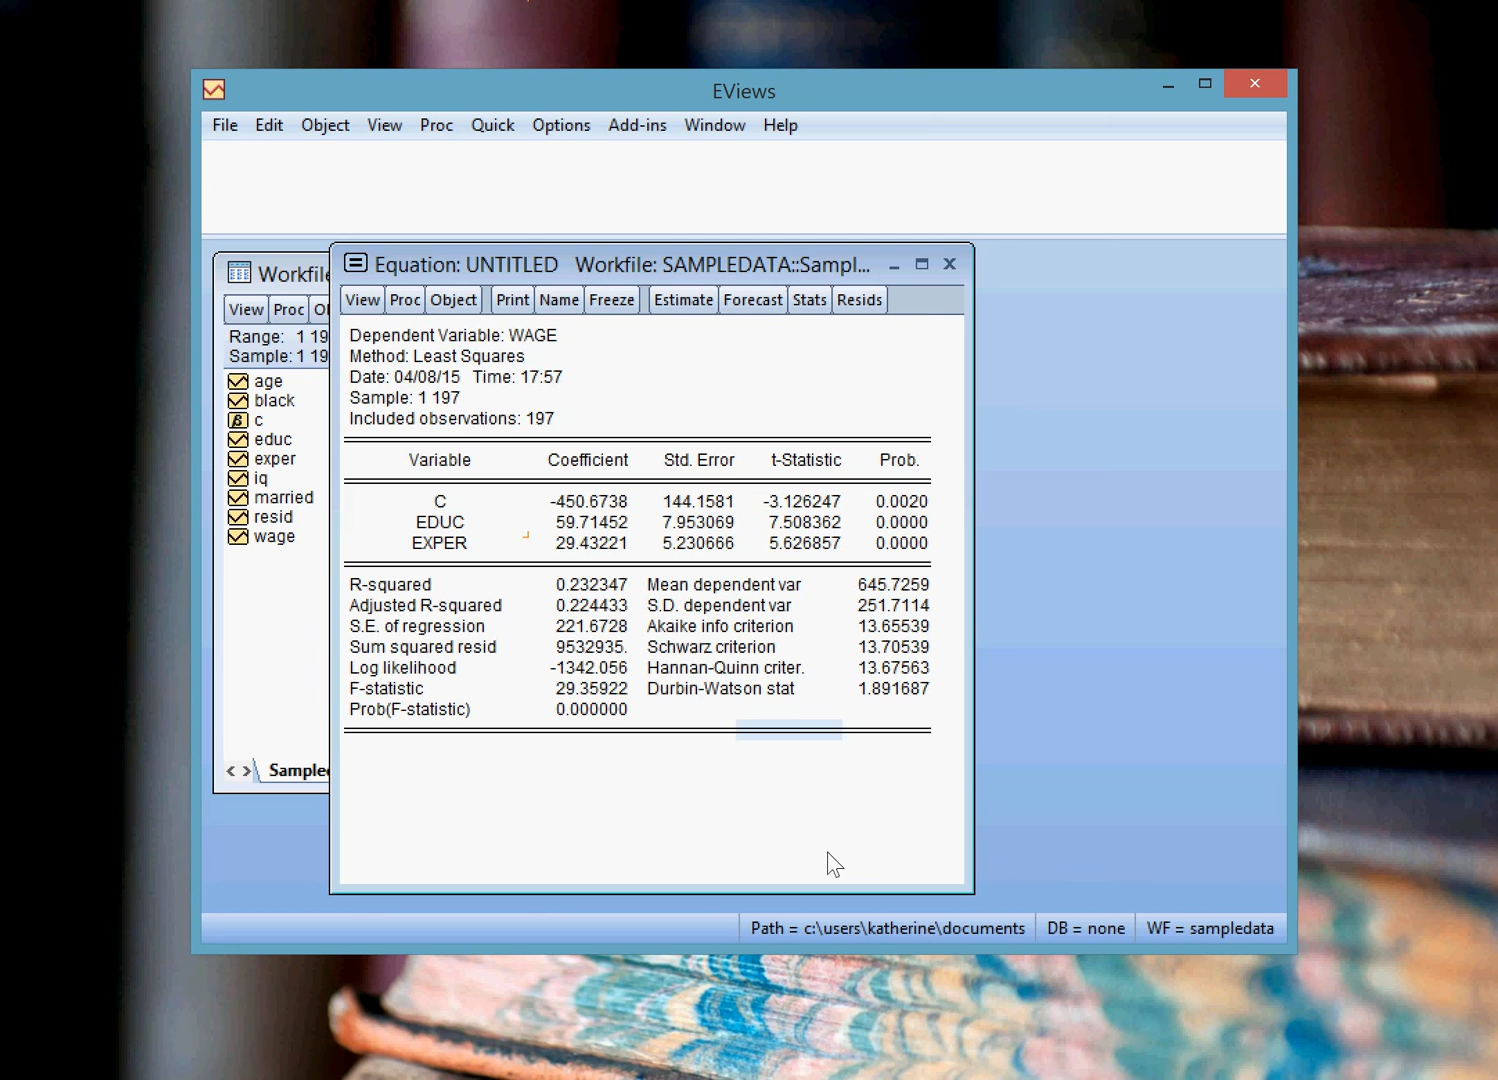 EViews
File Edit Object View Proc Quick Options Add-ins Window Help
Workfile
View Proc
Range: 1 19
Sample: 1 19
age
black
β c
educ
exper
iq
married
resid
wage
< > Sample
Equation: UNTITLED Workfile: SAMPLEDATA::Sampl...
View Proc Object Print Name Freeze Estimate Forecast Stats Resids
Dependent Variable: WAGE
Method: Least Squares
Date: 04/08/15 Time: 17:57
Sample: 1 197
Included observations: 197
Variable Coefficient Std. Error t-Statistic Prob.
C -450.6738 144.1581 -3.126247 0.0020
EDUC 59.71452 7.953069 7.508362 0.0000
EXPER 29.43221 5.230666 5.626857 0.0000
R-squared 0.232347 Mean dependent var 645.7259
Adjusted R-squared 0.224433 S.D. dependent var 251.7114
S.E. of regression 221.6728 Akaike info criterion 13.65539
Sum squared resid 9532935. Schwarz criterion 13.70539
Log likelihood -1342.056 Hannan-Quinn criter. 13.67563
F-statistic 29.35922 Durbin-Watson stat 1.891687
Prob(F-statistic) 0.000000
Path = c:\users\katherine\documents DB = none WF = sampledata